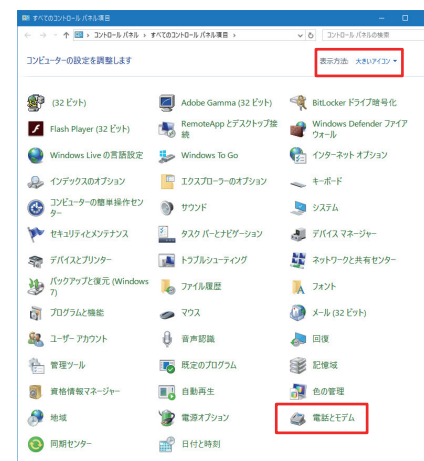 すべてのコントロール パネル項目
コントロール パネル › すべてのコントロール パネル項目 ›
コントロール パネルの検索
コンピューターの設定を調整します
表示方法: 大きいアイコン
(32 ビット)
Adobe Gamma (32 ビット)
BitLocker ドライブ暗号化
Flash Player (32 ビット)
RemoteApp とデスクトップ接
続
Windows Defender ファイア
ウォール
Windows Live の言語設定
Windows To Go
インターネット オプション
インデックスのオプション
エクスプローラーのオプション
キーボード
コンピューターの簡単操作セン
ター
サウンド
システム
セキュリティとメンテナンス
タスク バーとナビゲーション
デバイス マネージャー
デバイスとプリンター
トラブルシューティング
ネットワークと共有センター
バックアップと復元 (Windows
7)
ファイル履歴
フォント
プログラムと機能
マウス
メール (32 ビット)
ユーザー アカウント
音声認識
回復
管理ツール
既定のプログラム
記憶域
資格情報マネージャー
自動再生
色の管理
地域
電源オプション
電話とモデム
同期センター
日付と時刻